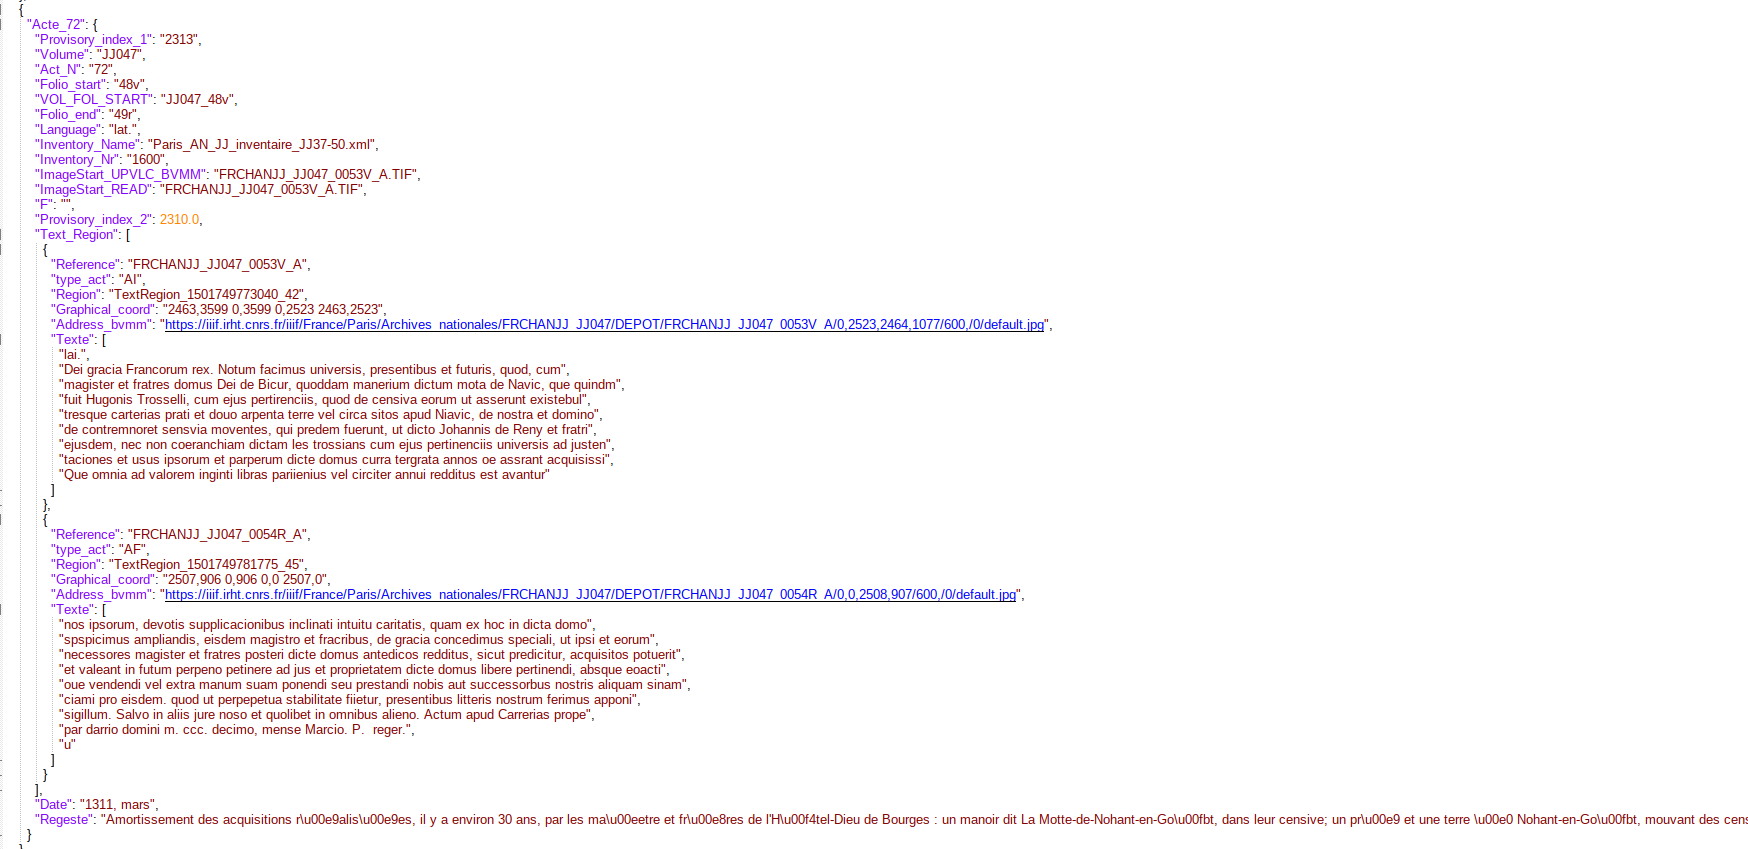 {
"Acte_72": {
"Provisory_index_1": "2313",
"Volume": "JJ047",
"Act_N": "72",
"Folio_start": "48v",
"VOL_FOL_START": "JJ047_48v",
"Folio_end": "49r",
"Language": "lat.",
"Inventory_Name": "Paris_AN_JJ_inventaire_JJ37-50.xml",
"Inventory_Nr": "1600",
"ImageStart_UPVLC_BVMM": "FRCHANJJ_JJ047_0053V_A.TIF",
"ImageStart_READ": "FRCHANJJ_JJ047_0053V_A.TIF",
"F": "",
"Provisory_index_2": 2310.0,
"Text_Region": [
{
"Reference": "FRCHANJJ_JJ047_0053V_A",
"type_act": "AI",
"Region": "TextRegion_1501749773040_42",
"Graphical_coord": "2463,3599 0,3599 0,2523 2463,2523",
"Address_bvmm": "https://iiif.irht.cnrs.fr/iiif/France/Paris/Archives_nationales/FRCHANJJ_JJ047/DEPOT/FRCHANJJ_JJ047_0053V_A/0,2523,2464,1077/600,/0/default.jpg",
"Texte": [
"lai.",
"Dei gracia Francorum rex. Notum facimus universis, presentibus et futuris, quod, cum",
"magister et fratres domus Dei de Bicur, quoddam manerium dictum mota de Navic, que quindm",
"fuit Hugonis Trosselli, cum ejus pertirenciis, quod de censiva eorum ut asserunt existebul",
"tresque carterias prati et douo arpenta terre vel circa sitos apud Niavic, de nostra et domino",
"de contremnoret sensvia moventes, qui predem fuerunt, ut dicto Johannis de Reny et fratri",
"ejusdem, nec non coeranchiam dictam les trossians cum ejus pertinenciis universis ad justen",
"taciones et usus ipsorum et parperum dicte domus curra tergrata annos oe assrant acquisissi",
"Que omnia ad valorem inginti libras pariienius vel circiter annui redditus est avantur"
]
},
{
"Reference": "FRCHANJJ_JJ047_0054R_A",
"type_act": "AF",
"Region": "TextRegion_1501749781775_45",
"Graphical_coord": "2507,906 0,906 0,0 2507,0",
"Address_bvmm": "https://iiif.irht.cnrs.fr/iiif/France/Paris/Archives_nationales/FRCHANJJ_JJ047/DEPOT/FRCHANJJ_JJ047_0054R_A/0,0,2508,907/600,/0/default.jpg",
"Texte": [
"nos ipsorum, devotis supplicacionibus inclinati intuitu caritatis, quam ex hoc in dicta domo",
"spspicimus ampliandis, eisdem magistro et fracribus, de gracia concedimus speciali, ut ipsi et eorum",
"necessores magister et fratres posteri dicte domus antedicos redditus, sicut predicitur, acquisitos potuerit",
"et valeant in futum perpeno petinere ad jus et proprietatem dicte domus libere pertinendi, absque eoacti",
"oue vendendi vel extra manum suam ponendi seu prestandi nobis aut successorbus nostris aliquam sinam",
"ciami pro eisdem. quod ut perpepetua stabilitate fiietur, presentibus litteris nostrum ferimus apponi",
"sigillum. Salvo in aliis jure noso et quolibet in omnibus alieno. Actum apud Carrerias prope",
"par darrio domini m. ccc. decimo, mense Marcio. P.  reger.",
"u"
]
}
],
"Date": "1311, mars",
"Regeste": "Amortissement des acquisitions r\u00e9alis\u00e9es, il y a environ 30 ans, par les ma\u00eetre et fr\u00e8res de l'H\u00f4tel-Dieu de Bourges : un manoir dit La Motte-de-Nohant-en-Go\u00fbt, dans leur censive; un pr\u00e9 et une terre \u00e0 Nohant-en-Go\u00fbt, mouvant des cens
}